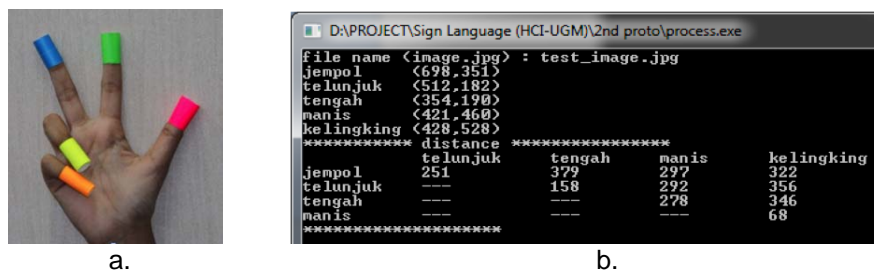 D:\PROJECT\Sign Language (HCI-UGM)\2nd proto\process.exe
file name (image.jpg) : test_image.jpg
jempol (698,351)
telunjuk (512,182)
tengah (354,190)
manis (421,460)
kelingking (428,528)
*********** distance ****************
telunjuk tengah manis kelingking
jempol 251 379 297 322
telunjuk --- 158 292 356
tengah --- --- 278 346
manis --- --- --- 68
********************
a. b.